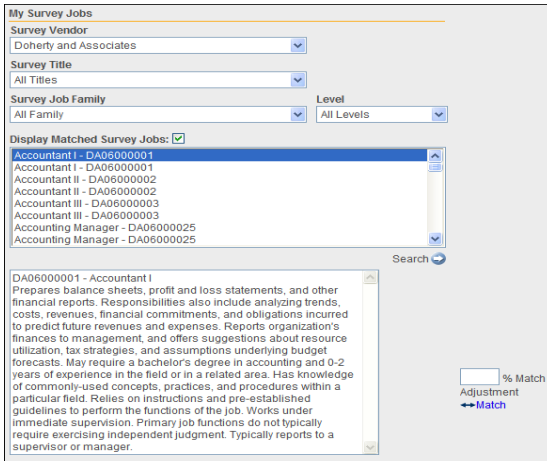 My Survey Jobs
Survey Vendor
Doherty and Associates
Survey Title
All Titles
Survey Job Family Level
All Family All Levels
Display Matched Survey Jobs:
Accountant I - DA06000001
Accountant I - DA06000001
Accountant II - DA06000002
Accountant II - DA06000002
Accountant III - DA06000003
Accountant III - DA06000003
Accounting Manager - DA06000025
Accounting Manager - DA06000025
Search
DA06000001 - Accountant I
Prepares balance sheets, profit and loss statements, and other
financial reports. Responsibilities also include analyzing trends,
costs, revenues, financial commitments, and obligations incurred
to predict future revenues and expenses. Reports organization's
finances to management, and offers suggestions about resource
utilization, tax strategies, and assumptions underlying budget
forecasts. May require a bachelor's degree in accounting and 0-2
years of experience in the field or in a related area. Has knowledge
of commonly-used concepts, practices, and procedures within a
particular field. Relies on instructions and pre-established
guidelines to perform the functions of the job. Works under
immediate supervision. Primary job functions do not typically
require exercising independent judgment. Typically reports to a
supervisor or manager.
% Match
Adjustment
Match